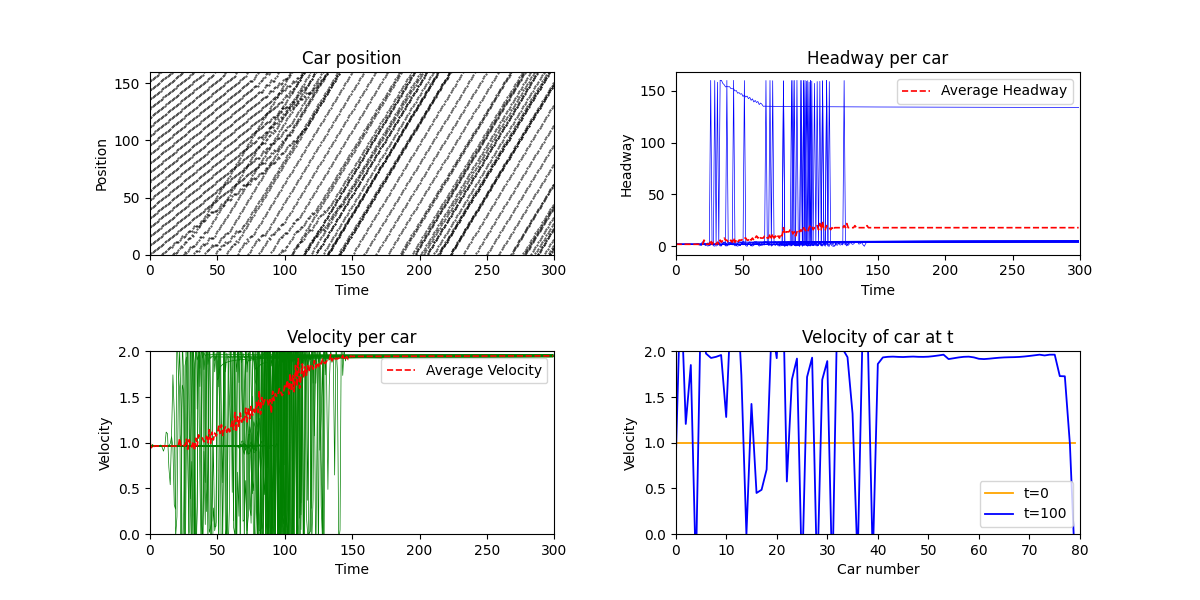 Car position
Position
150
100
50
0
0 50 100 150 200 250 300
Time
Headway per car
Headway
150
100
50
0
Average Headway
0 50 100 150 200 250 300
Time
Velocity per car
Velocity
2.0
1.5
1.0
0.5
0.0
Average Velocity
0 50 100 150 200 250 300
Time
Velocity of car at t
Velocity
2.0
1.5
1.0
0.5
0.0
t=0
t=100
0 10 20 30 40 50 60 70 80
Car number